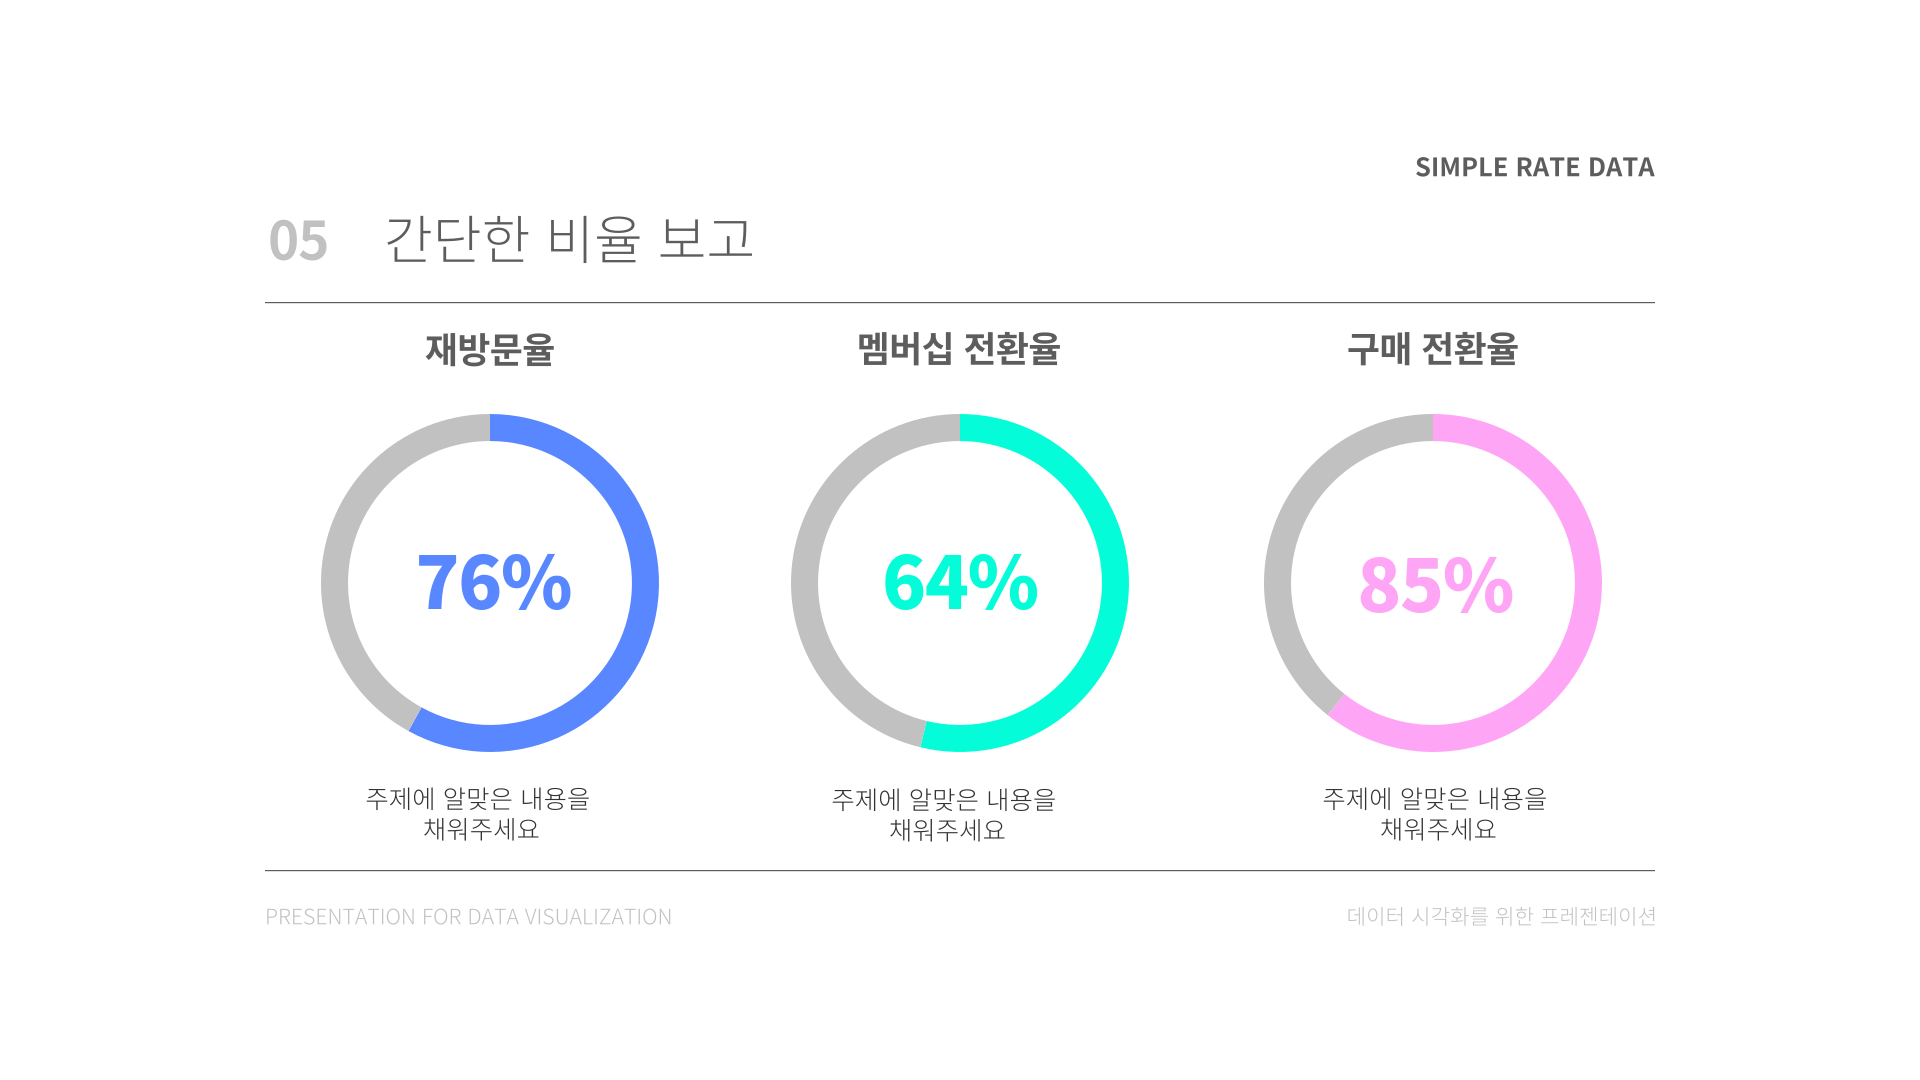 SIMPLE RATE DATA
05 간단한 비율 보고
재방문율
멤버십 전환율
구매 전환율
76%
64%
85%
주제에 알맞은 내용을
채워주세요
주제에 알맞은 내용을
채워주세요
주제에 알맞은 내용을
채워주세요
PRESENTATION FOR DATA VISUALIZATION
데이터 시각화를 위한 프레젠테이션